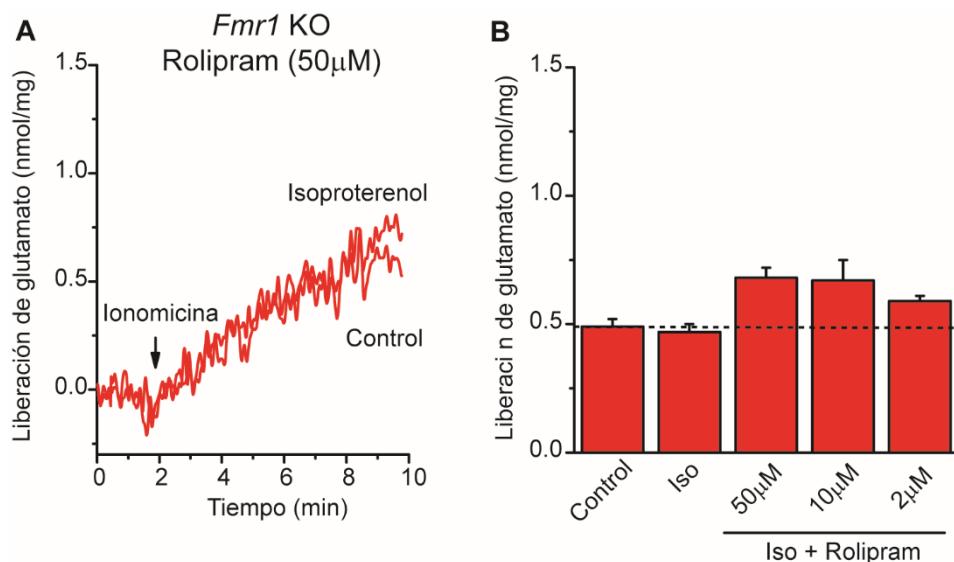 A
Fmr1 KO
Rolipram (50μM)
Liberación de glutamato (nmol/mg)
1.5
1.0
0.5
0.0
Isoproterenol
Ionomicina
Control
0 2 4 6 8 10
Tiempo (min)
B
Liberaci n de glutamato (nmol/mg)
1.5
1.0
0.5
0.0
Control
Iso
50μM
10μM
2μM
Iso + Rolipram